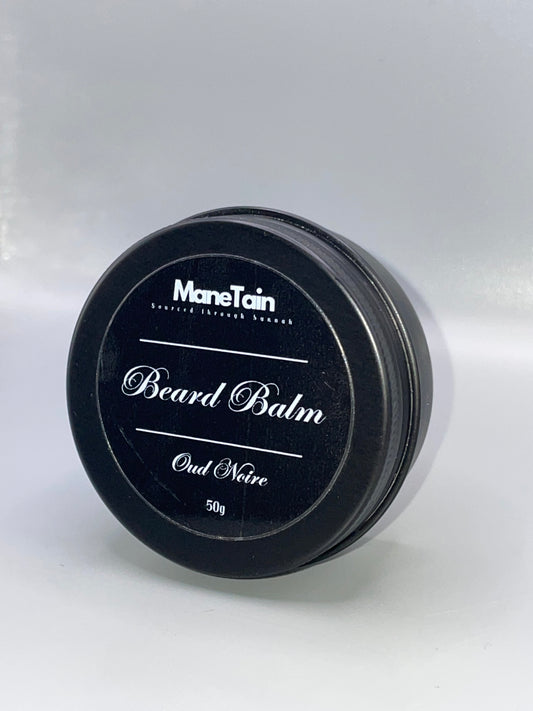 ManeTain
Sourced through Sunnah
Beard Balm
Oud Noire
50g